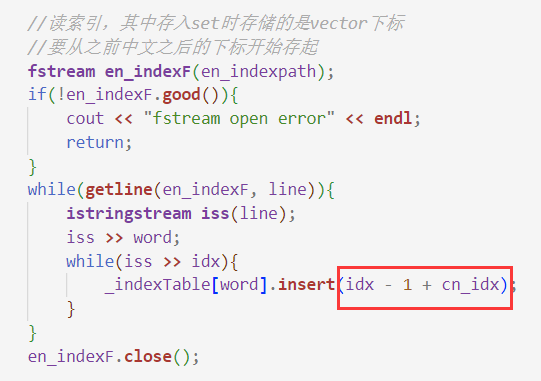 //读索引，其中存入set时存储的是vector下标
//要从之前中文之后的下标开始存起
fstream en_indexF(en_indexpath);
if(!en_indexF.good()){
cout << "fstream open error" << endl;
return;
}
while(getline(en_indexF, line)){
istringstream iss(line);
iss >> word;
while(iss >> idx){
_indexTable[word].insert(idx - 1 + cn_idx);
}
}
en_indexF.close();